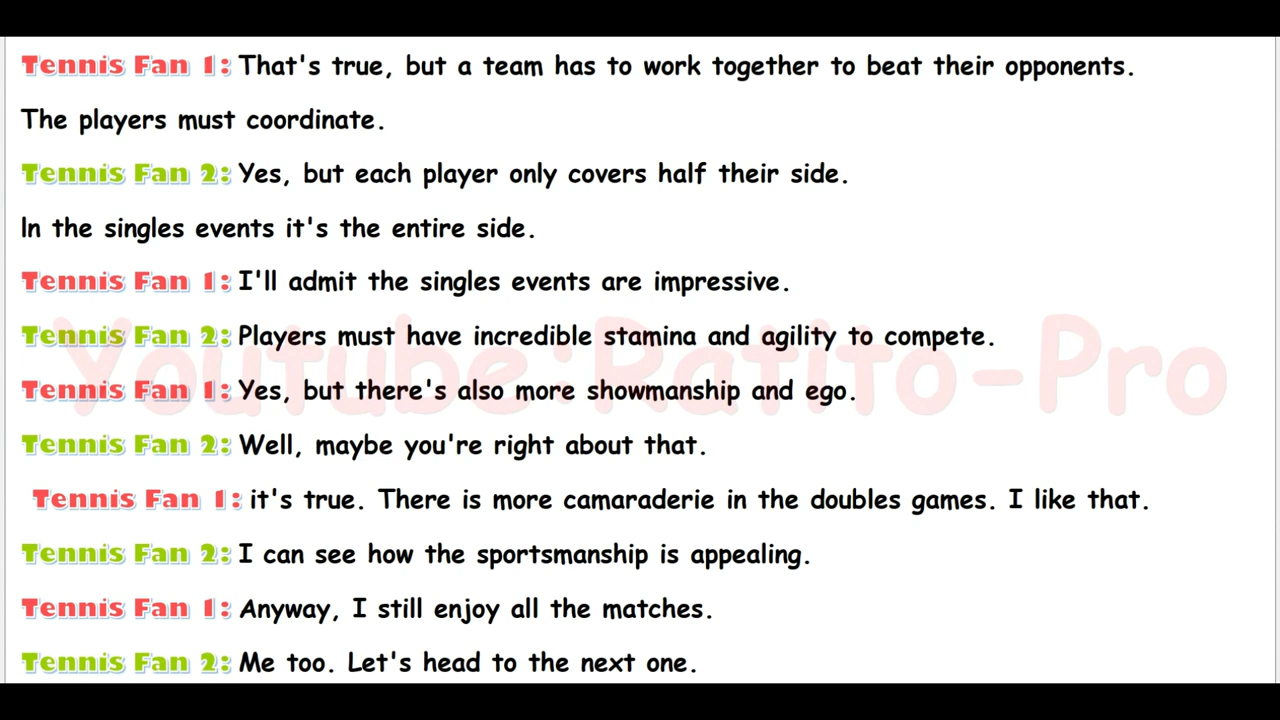 Tennis Fan 1: That's true, but a team has to work together to beat their opponents.
The players must coordinate.
Tennis Fan 2: Yes, but each player only covers half their side.
In the singles events it's the entire side.
Tennis Fan 1: I'll admit the singles events are impressive.
Tennis Fan 2: Players must have incredible stamina and agility to compete.
Youtube:Ratito-Pro
Tennis Fan 1: Yes, but there's also more showmanship and ego.
Tennis Fan 2: Well, maybe you're right about that.
Tennis Fan 1: it's true. There is more camaraderie in the doubles games. I like that.
Tennis Fan 2: I can see how the sportsmanship is appealing.
Tennis Fan 1: Anyway, I still enjoy all the matches.
Tennis Fan 2: Me too. Let's head to the next one.